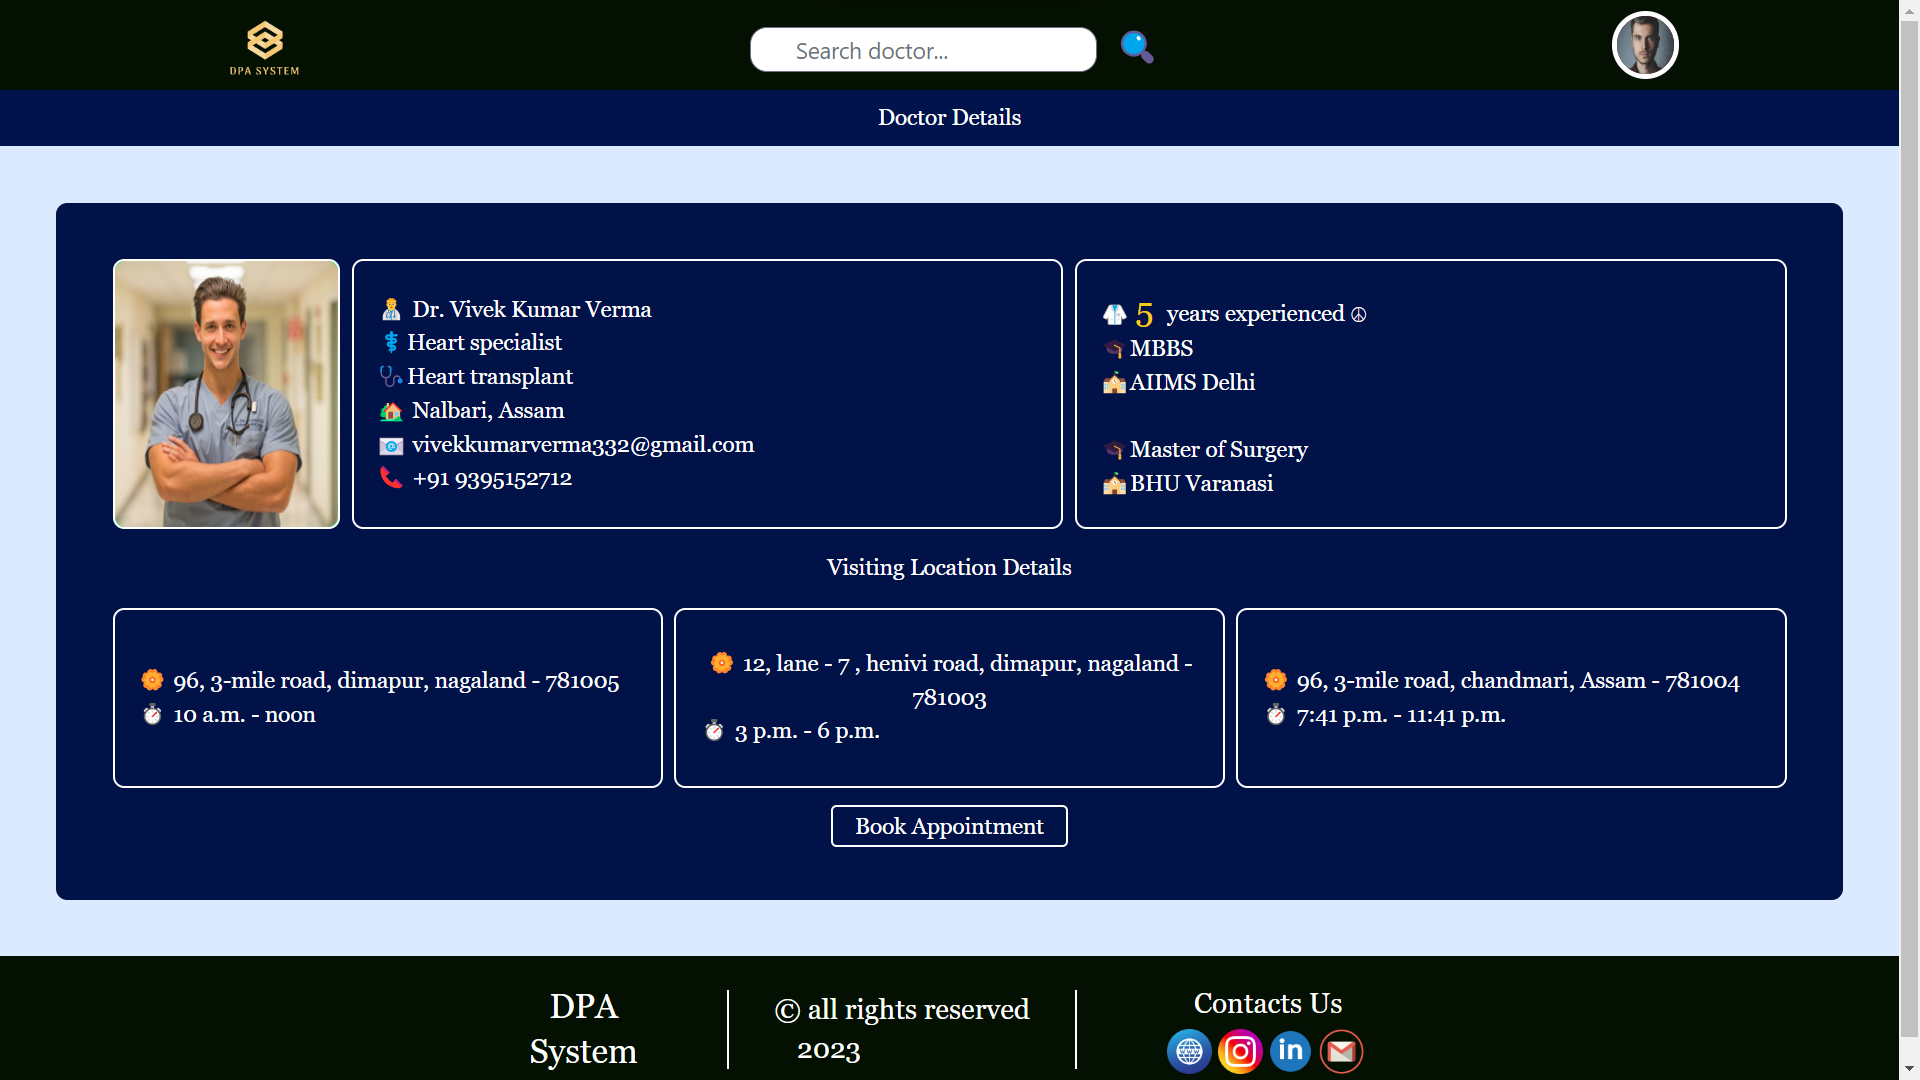 DPA SYSTEM
Search doctor...
Doctor Details
Dr. Vivek Kumar Verma
Heart specialist
Heart transplant
Nalbari, Assam
vivekkumarverma332@gmail.com
+91 9395152712
5 years experienced ☮
MBBS
AIIMS Delhi
Master of Surgery
BHU Varanasi
Visiting Location Details
96, 3-mile road, dimapur, nagaland - 781005
10 a.m. - noon
12, lane - 7 , henivi road, dimapur, nagaland -
781003
3 p.m. - 6 p.m.
96, 3-mile road, chandmari, Assam - 781004
7:41 p.m. - 11:41 p.m.
Book Appointment
DPA
System
© all rights reserved
2023
Contacts Us